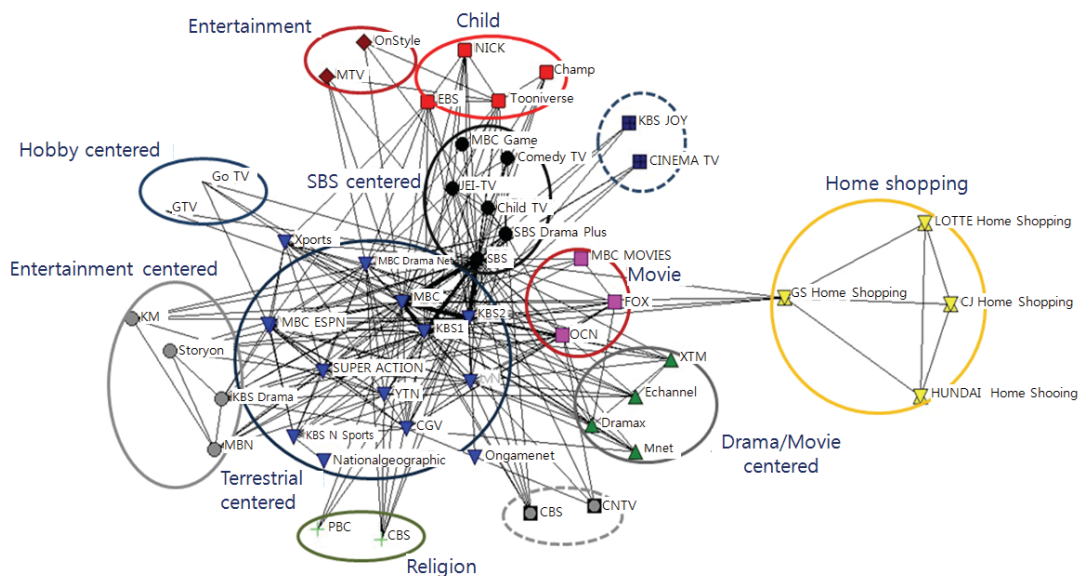 Entertainment
Child
OnStyle
NICK
MTV
Champ
EBS
Tooniverse
KBS JOY
MBC Game
Hobby centered
Comedy TV
CINEMA TV
Go TV
SBS centered
JEI-TV
Home shopping
GTV
Child TV
SBS Drama Plus
LOTTE Home Shopping
Xports
MBC Drama Net
SBS
MBC MOVIES
Movie
Entertainment centered
MBC
FOX
GS Home Shopping
CJ Home Shopping
KM
MBC ESPN
KBS1
KBS2
OCN
Storyon
SUPER ACTION
XTM
KBS Drama
YTN
Echannel
HUNDAI Home Shooing
MBN
KBS N Sports
CGV
Dramax
Mnet
Drama/Movie
centered
Terrestrial
centered
Nationalgeographic
Ongamenet
PBC
CBS
CBS
CNTV
Religion